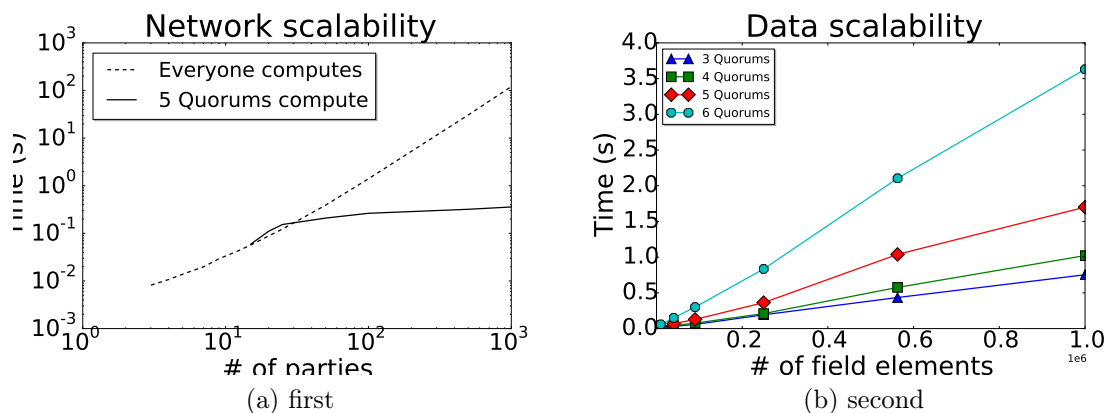 Network scalability
Everyone computes
5 Quorums compute
Time (s)
10^3
10^2
10^1
10^0
10^-1
10^-2
10^-3
10^0 10^1 10^2 10^3
# of parties
(a) first
Data scalability
3 Quorums
4 Quorums
5 Quorums
6 Quorums
Time (s)
4.0
3.5
3.0
2.5
2.0
1.5
1.0
0.5
0.0
0.2 0.4 0.6 0.8 1.0
1e6
# of field elements
(b) second